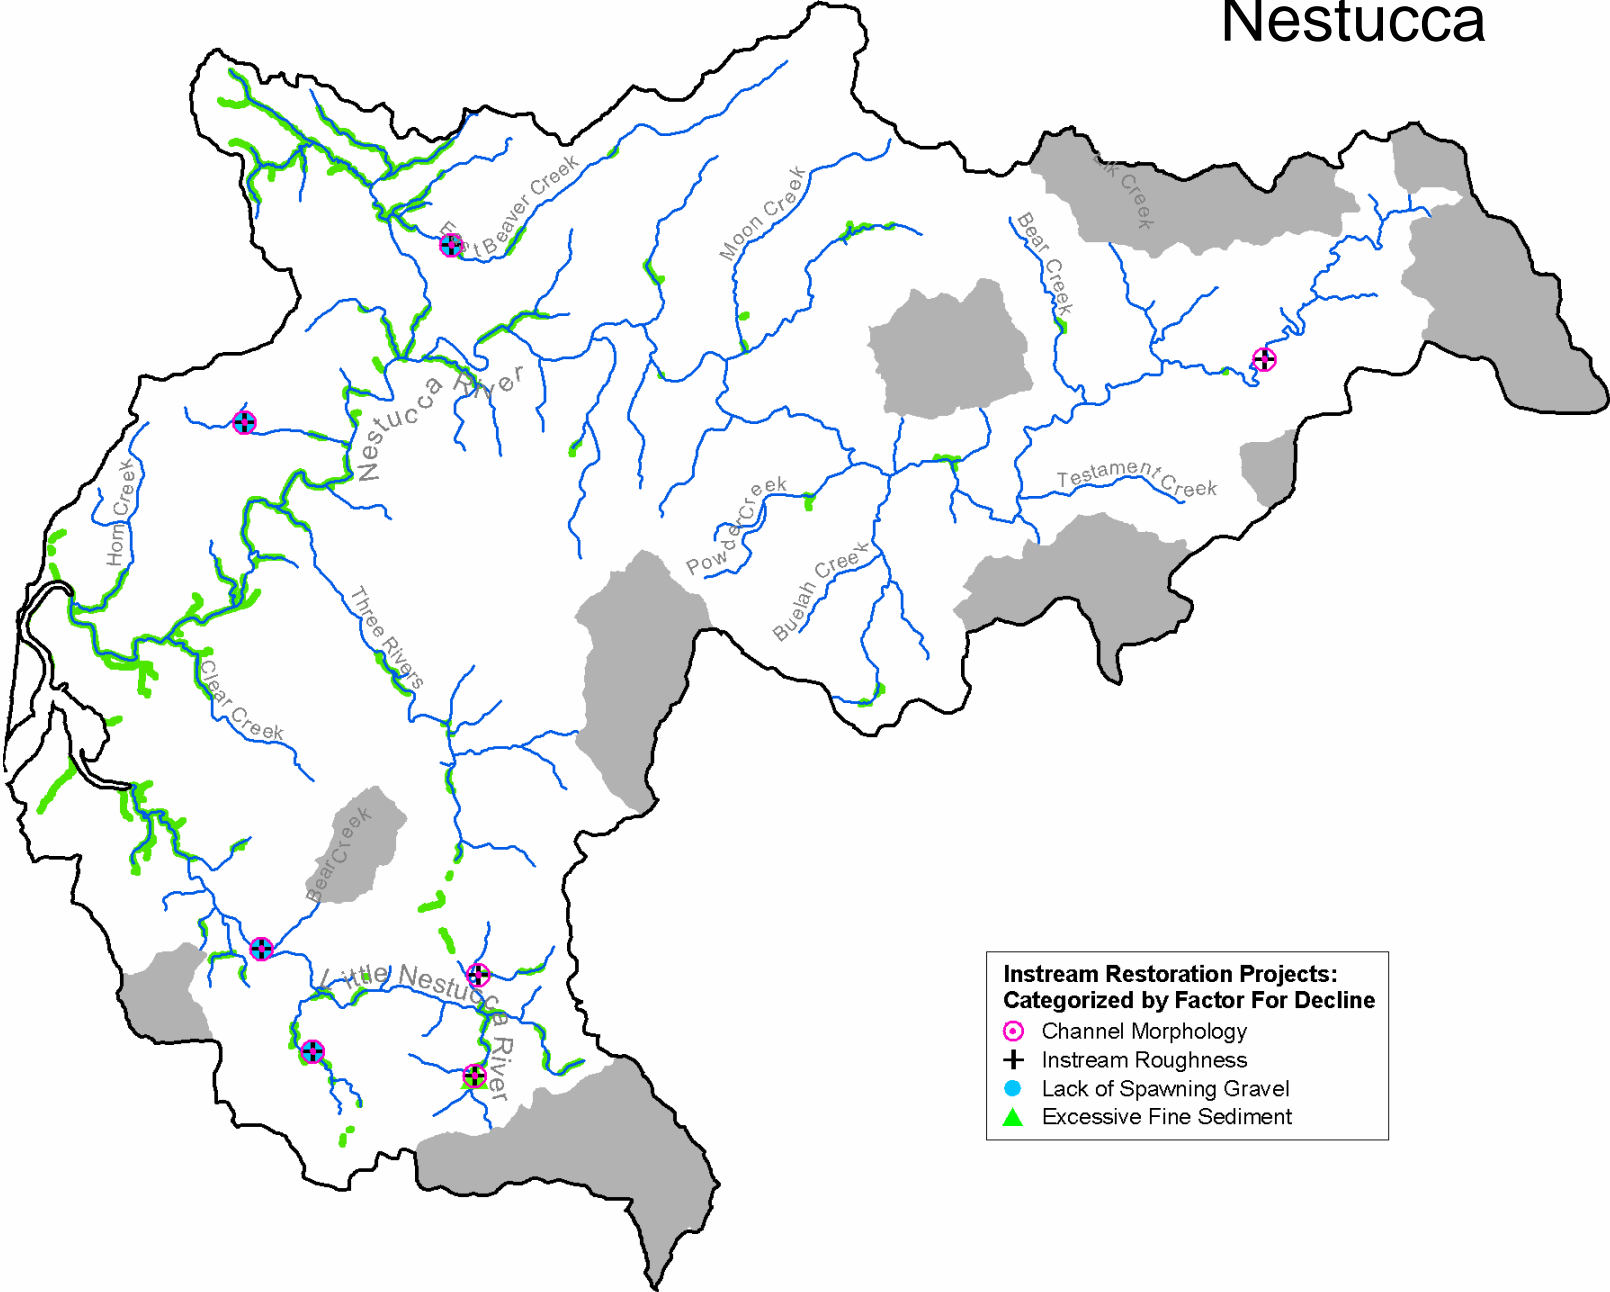 Nestucca
Elk Creek
East Beaver Creek
Moon Creek
Bear Creek
Nestucca River
Testament Creek
Horn Creek
Powder Creek
Buelah Creek
Three Rivers
Clear Creek
Bear Creek
Little Nestucca River
Instream Restoration Projects:
Categorized by Factor For Decline
Channel Morphology
Instream Roughness
Lack of Spawning Gravel
Excessive Fine Sediment